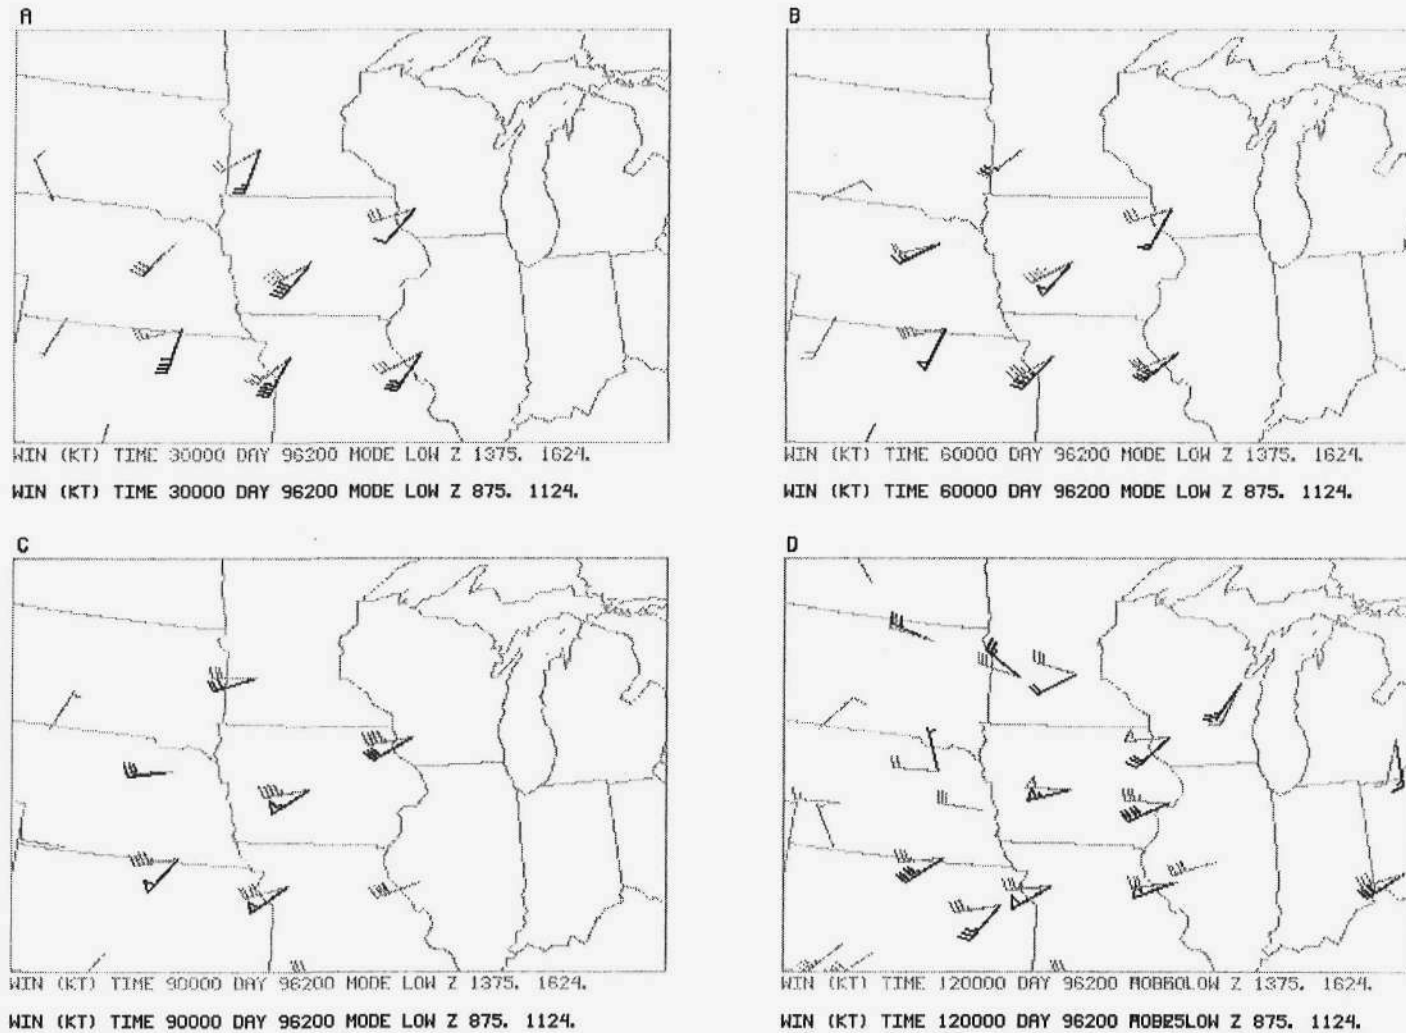 A
WIN (KT) TIME 30000 DAY 96200 MODE LOW Z 1375. 1624.
WIN (KT) TIME 30000 DAY 96200 MODE LOW Z 875. 1124.
B
WIN (KT) TIME 60000 DAY 96200 MODE LOW Z 1375. 1624.
WIN (KT) TIME 60000 DAY 96200 MODE LOW Z 875. 1124.
C
WIN (KT) TIME 90000 DAY 96200 MODE LOW Z 1375. 1624.
WIN (KT) TIME 90000 DAY 96200 MODE LOW Z 875. 1124.
D
WIN (KT) TIME 120000 DAY 96200 LOW Z 1375. 1624.
WIN (KT) TIME 120000 DAY 96200 LOW Z 875. 1124.